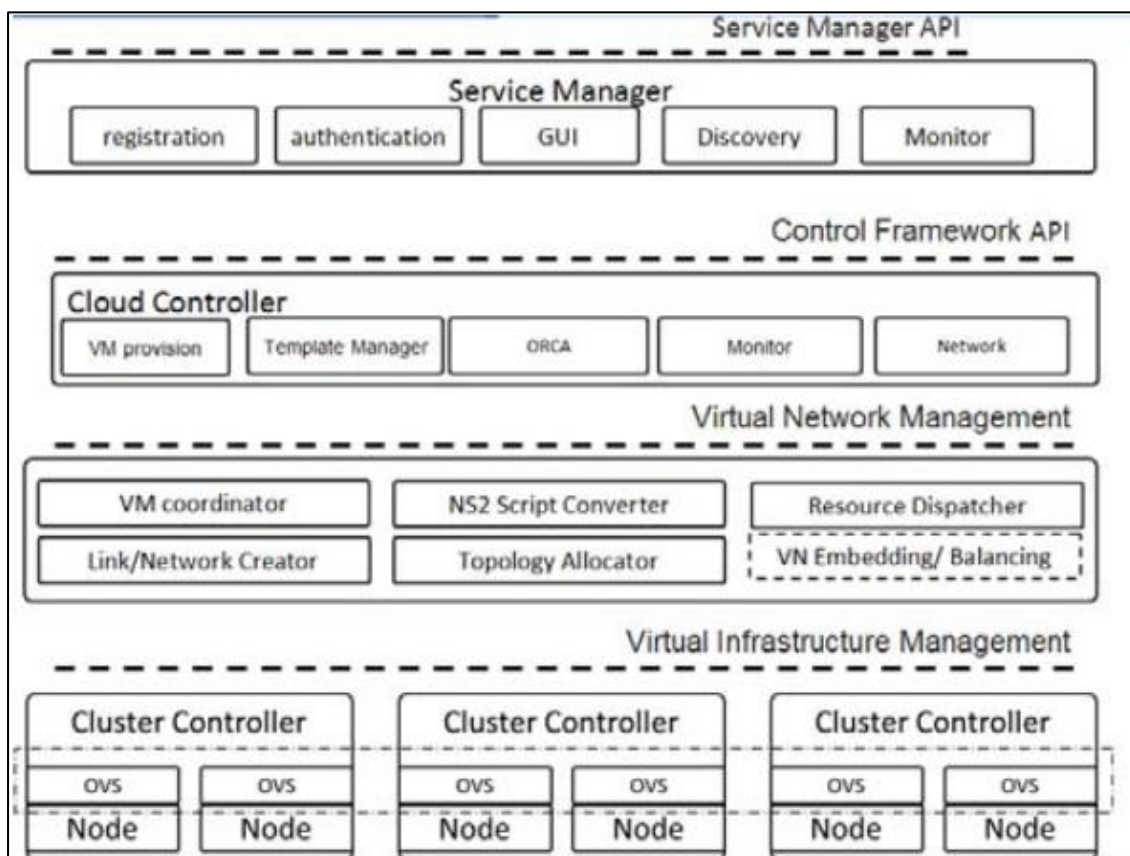 Service Manager API
Service Manager
registration authentication GUI Discovery Monitor
Control Framework API
Cloud Controller
VM provision Template Manager ORCA Monitor Network
Virtual Network Management
VM coordinator NS2 Script Converter Resource Dispatcher
Link/Network Creator Topology Allocator VN Embedding/ Balancing
Virtual Infrastructure Management
Cluster Controller Cluster Controller Cluster Controller
OVS OVS OVS OVS OVS OVS
Node Node Node Node Node Node